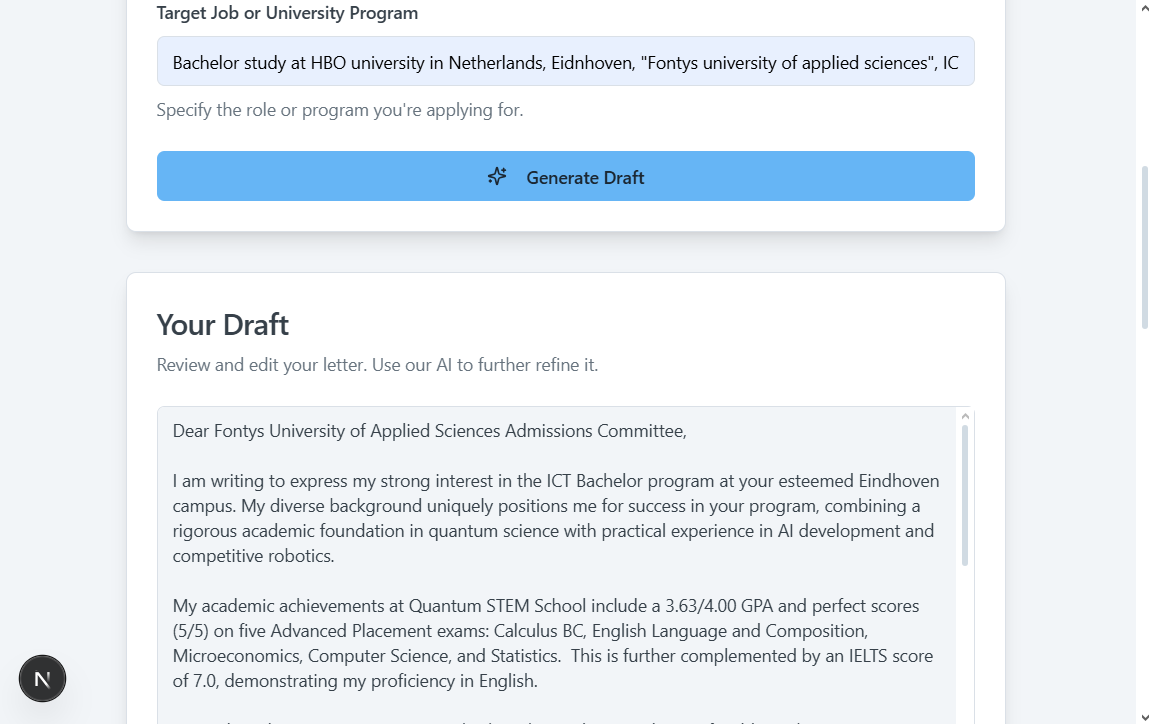 Target Job or University Program
Bachelor study at HBO university in Netherlands, Eidnhoven, "Fontys university of applied sciences", IC
Specify the role or program you're applying for.
Generate Draft
Your Draft
Review and edit your letter. Use our AI to further refine it.
Dear Fontys University of Applied Sciences Admissions Committee,
I am writing to express my strong interest in the ICT Bachelor program at your esteemed Eindhoven
campus. My diverse background uniquely positions me for success in your program, combining a
rigorous academic foundation in quantum science with practical experience in AI development and
competitive robotics.
My academic achievements at Quantum STEM School include a 3.63/4.00 GPA and perfect scores
(5/5) on five Advanced Placement exams: Calculus BC, English Language and Composition,
Microeconomics, Computer Science, and Statistics.  This is further complemented by an IELTS score
of 7.0, demonstrating my proficiency in English.
N